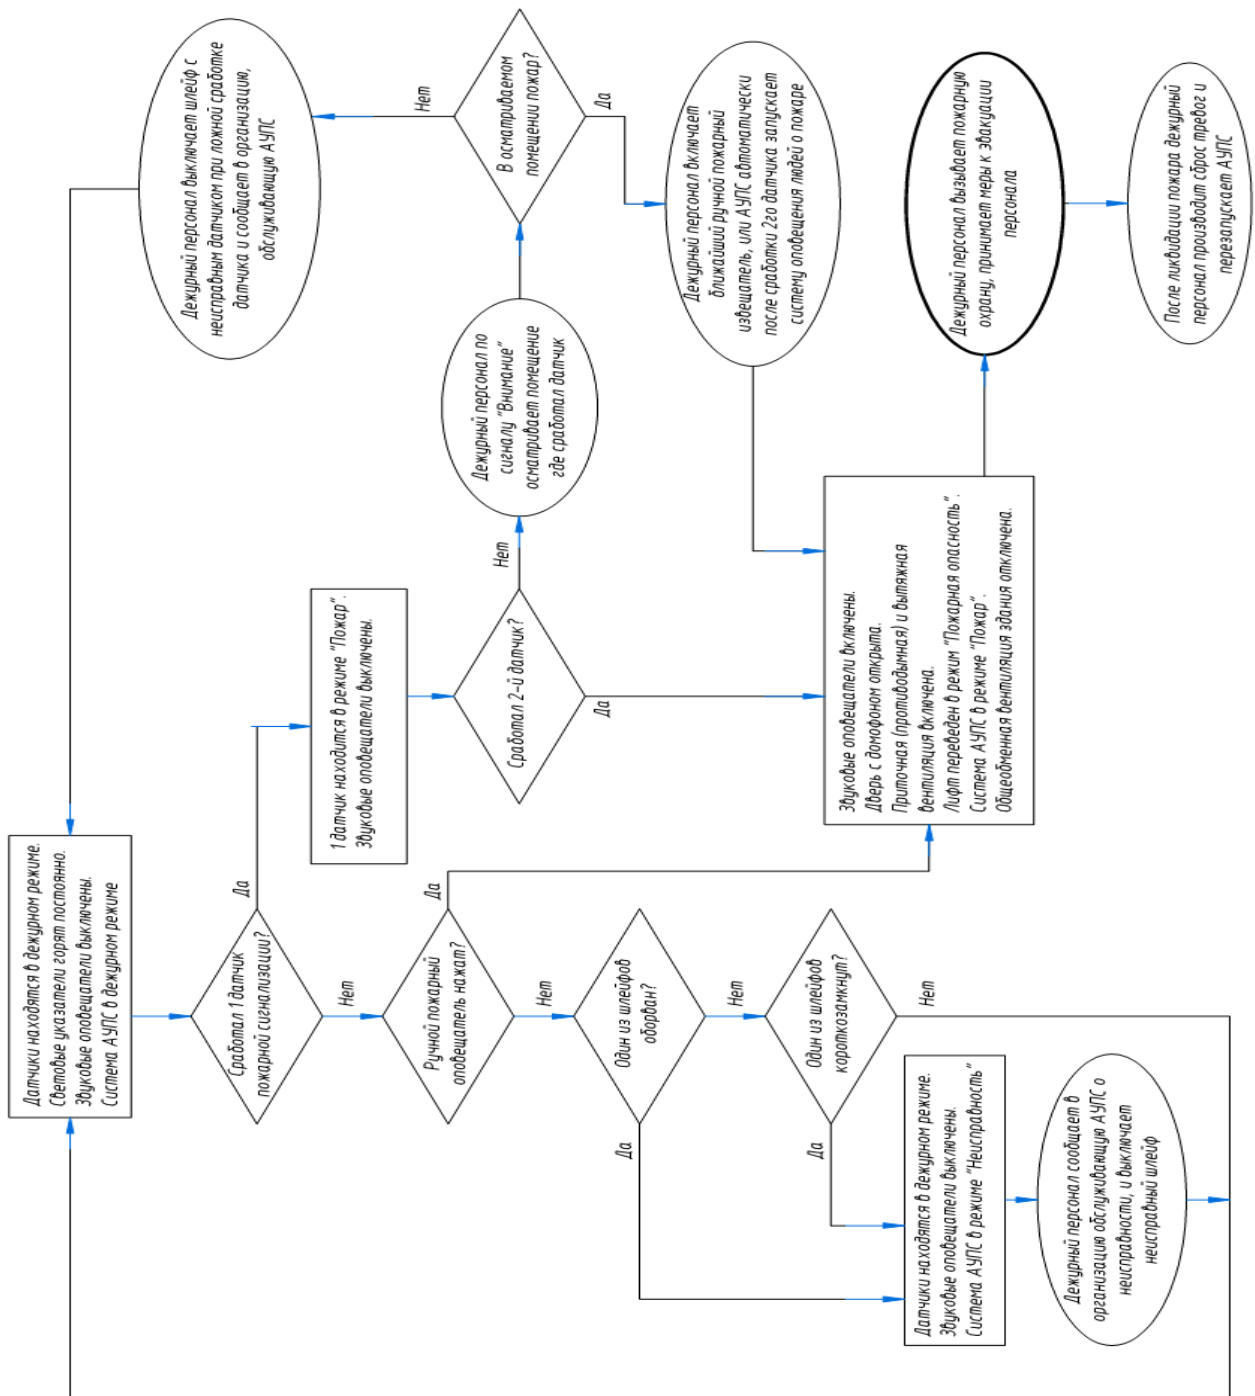 Датчики находятся в дежурном режиме.
Световые указатели горят постоянно.
Звуковые оповещатели выключены.
Система АУПС в дежурном режиме
Сработал 1 датчик
пожарной сигнализации?
Да
Нет
1 датчик находится в режиме "Пожар".
Звуковые оповещатели выключены.
Сработал 2-й датчик?
Да
Нет
Дежурный персонал по
сигналу "Внимание"
осматривает помещение
где сработал датчик
В осматриваемом
помещении пожар?
Нет
Да
Дежурный персонал выключает шлейф с
неисправным датчиком при ложной сработке
датчика и сообщает в организацию,
обслуживающую АУПС
Дежурный персонал включает
ближайший ручной пожарный
извещатель, или АУПС автоматически
после сработки 2го датчика запускает
систему оповещения людей о пожаре
Ручной пожарный
оповещатель нажат?
Да
Нет
Звуковые оповещатели включены.
Дверь с домофоном открыта.
Приточная (противодымная) и вытяжная
вентиляция включена.
Лифт переведен в режим "Пожарная опасность".
Система АУПС в режиме "Пожар".
Общеобменная вентиляция здания отключена.
Дежурный персонал вызывает пожарную
охрану, принимает меры к эвакуации
персонала
После ликвидации пожара дежурный
персонал производит сброс тревог и
перезапускает АУПС
Один из шлейфов
оборван?
Да
Нет
Один из шлейфов
короткозамкнут?
Да
Нет
Датчики находятся в дежурном режиме.
Звуковые оповещатели выключены.
Система АУПС в режиме "Неисправность"
Дежурный персонал сообщает в
организацию обслуживающую АУПС о
неисправности, и выключает
неисправный шлейф